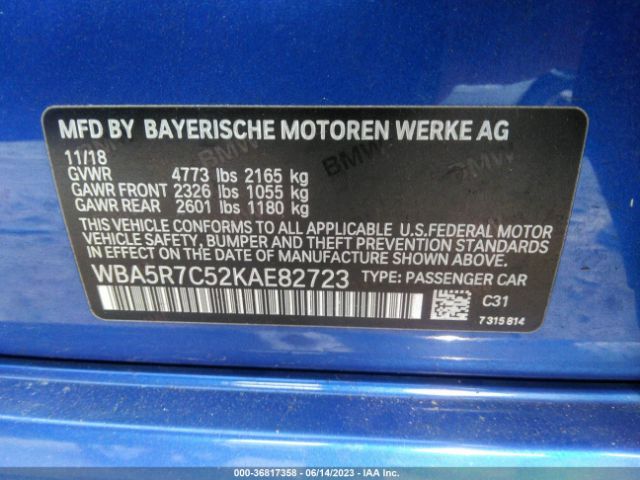 MFD BY BAYERISCHE MOTOREN WERKE AG
11/18
GVWR 4773 lbs 2165 kg
GAWR FRONT 2326 lbs 1055 kg
GAWR REAR 2601 lbs 1180 kg
THIS VEHICLE CONFORMS TO ALL APPLICABLE U.S.FEDERAL MOTOR
VEHICLE SAFETY, BUMPER AND THEFT PREVENTION STANDARDS
IN EFFECT ON THE DATE OF MANUFACTURE SHOWN ABOVE.
WBA5R7C52KAE82723 TYPE: PASSENGER CAR
C31
7315814
000-36817358 - 06/14/2023 - IAA Inc.